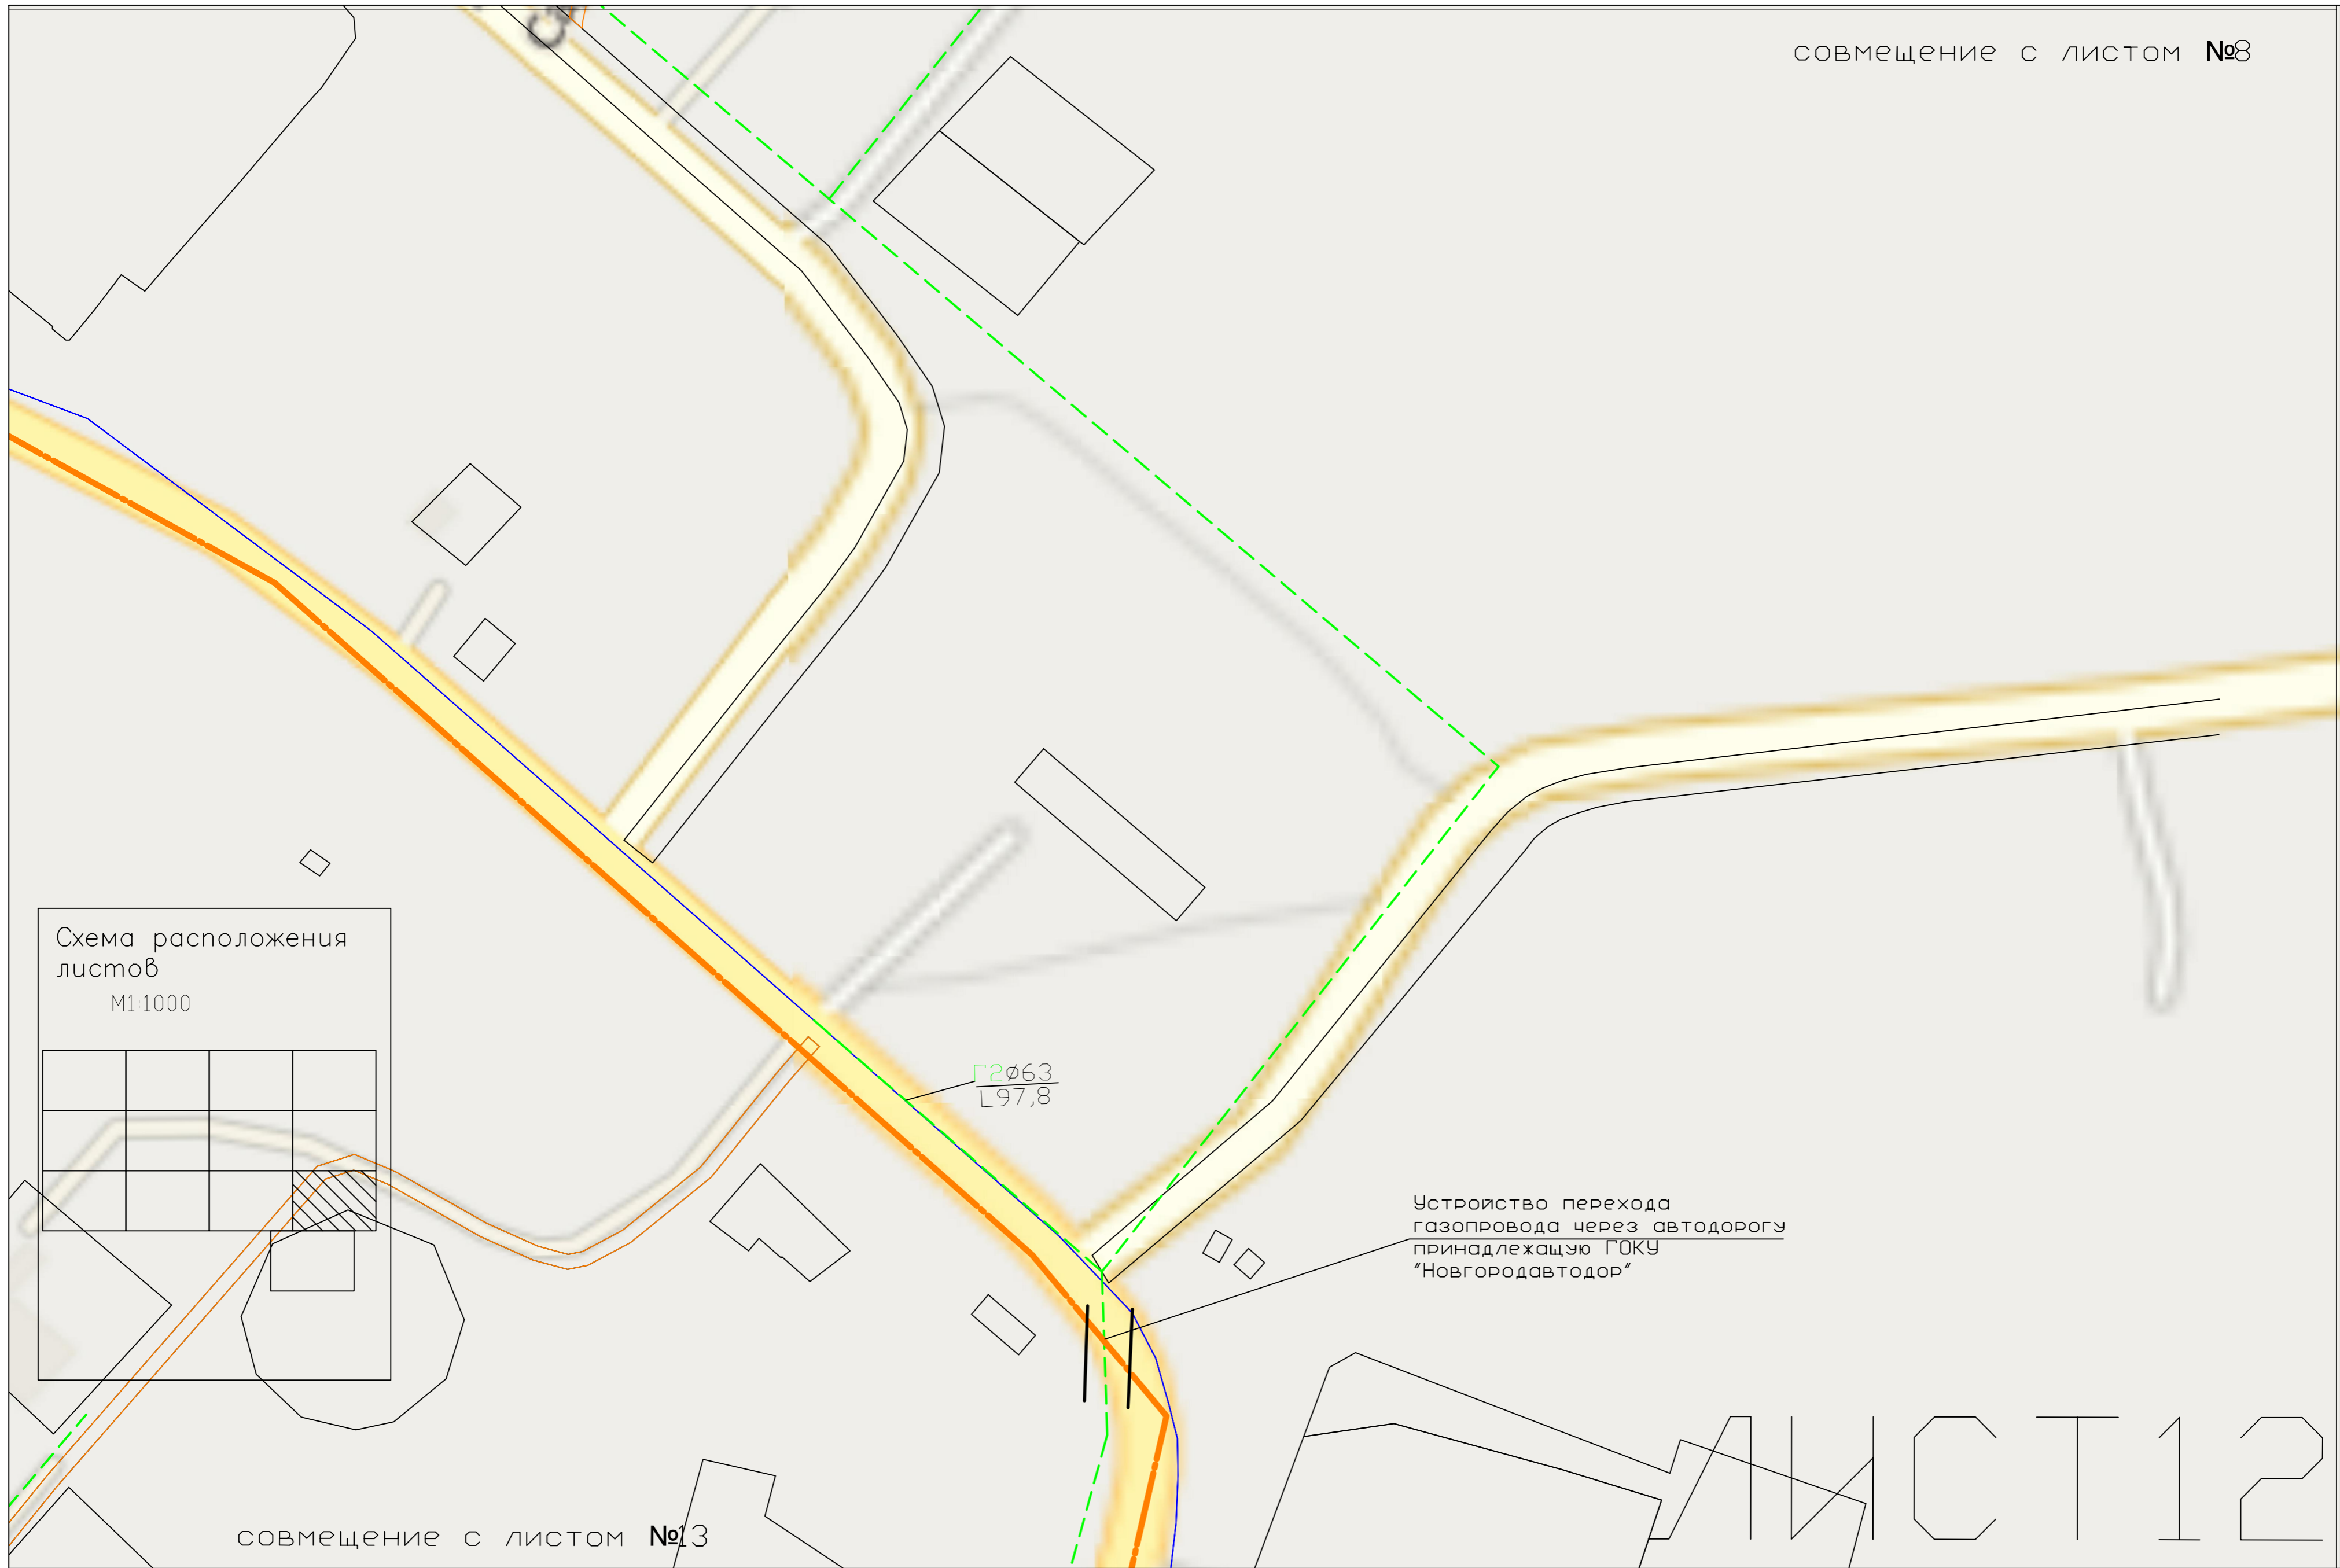 совмещение с листом №8
Схема расположения
листов
М1:1000
Г2ø63
L97,8
Устройство перехода
газопровода через автодорогу
принадлежащую ГОКУ
"Новгородавтодор"
совмещение с листом №13
ЛИСТ12